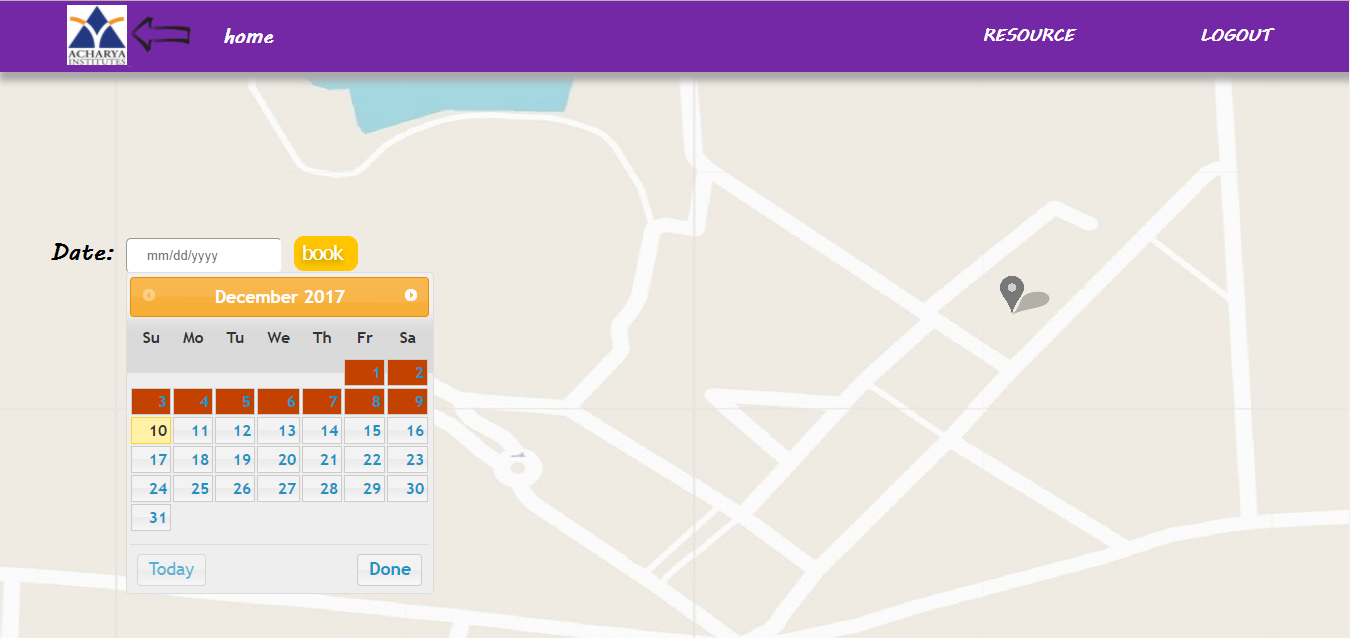 ACHARYA
INSTITUTES
home
RESOURCE
LOGOUT
Date:
mm/dd/yyyy
book
December 2017
Su Mo Tu We Th Fr Sa
1 2
3 4 5 6 7 8 9
10 11 12 13 14 15 16
17 18 19 20 21 22 23
24 25 26 27 28 29 30
31
Today
Done